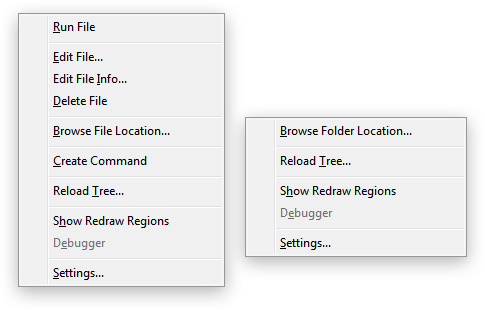 Run File
Edit File...
Edit File Info...
Delete File
Browse File Location...
Create Command
Reload Tree...
Show Redraw Regions
Debugger
Settings...
Browse Folder Location...
Reload Tree...
Show Redraw Regions
Debugger
Settings...